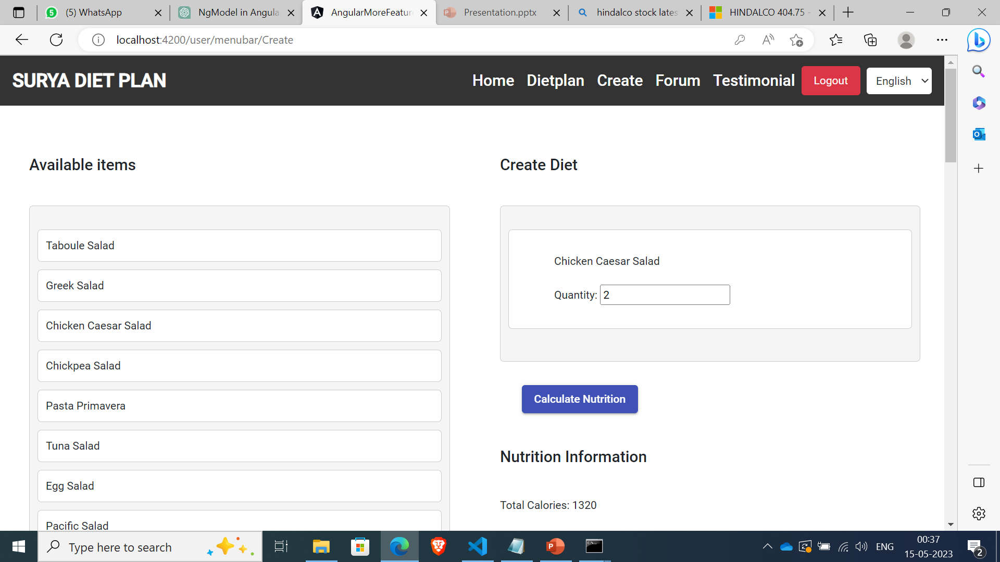 (5) WhatsApp
NgModel in Angula
AngularMoreFeature
Presentation.pptx
hindalco stock lates
HINDALCO 404.75 -
localhost:4200/user/menubar/Create
SURYA DIET PLAN
Home Dietplan Create Forum Testimonial Logout English
Available items
Taboule Salad
Greek Salad
Chicken Caesar Salad
Chickpea Salad
Pasta Primavera
Tuna Salad
Egg Salad
Pacific Salad
Create Diet
Chicken Caesar Salad
Quantity: 2
Calculate Nutrition
Nutrition Information
Total Calories: 1320
Type here to search
ENG
00:37
15-05-2023
2